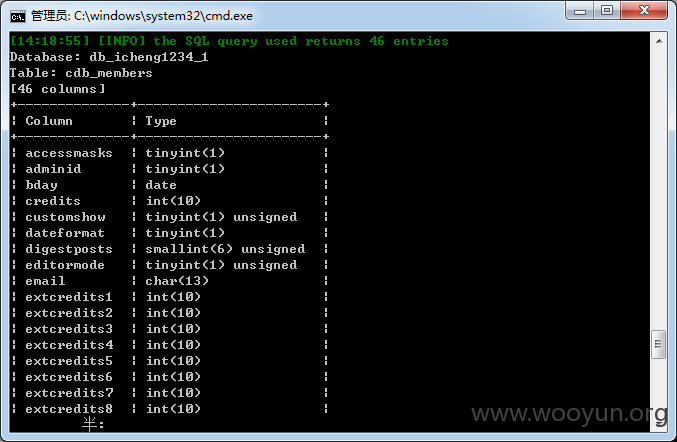 管理员: C:\windows\system32\cmd.exe
[14:18:55] [INFO] the SQL query used returns 46 entries
Database: db_icheng1234_1
Table: cdb_members
[46 columns]
+--------------+-----------------------+
¦ Column       ¦ Type                  ¦
+--------------+-----------------------+
¦ accessmasks  ¦ tinyint(1)            ¦
¦ adminid      ¦ tinyint(1)            ¦
¦ bday         ¦ date                  ¦
¦ credits      ¦ int(10)               ¦
¦ customshow   ¦ tinyint(1) unsigned   ¦
¦ dateformat   ¦ tinyint(1)            ¦
¦ digestposts  ¦ smallint(6) unsigned  ¦
¦ editormode   ¦ tinyint(1) unsigned   ¦
¦ email        ¦ char(13)              ¦
¦ extcredits1  ¦ int(10)               ¦
¦ extcredits2  ¦ int(10)               ¦
¦ extcredits3  ¦ int(10)               ¦
¦ extcredits4  ¦ int(10)               ¦
¦ extcredits5  ¦ int(10)               ¦
¦ extcredits6  ¦ int(10)               ¦
¦ extcredits7  ¦ int(10)               ¦
¦ extcredits8  ¦ int(10)               ¦
半:
www.wooyun.org